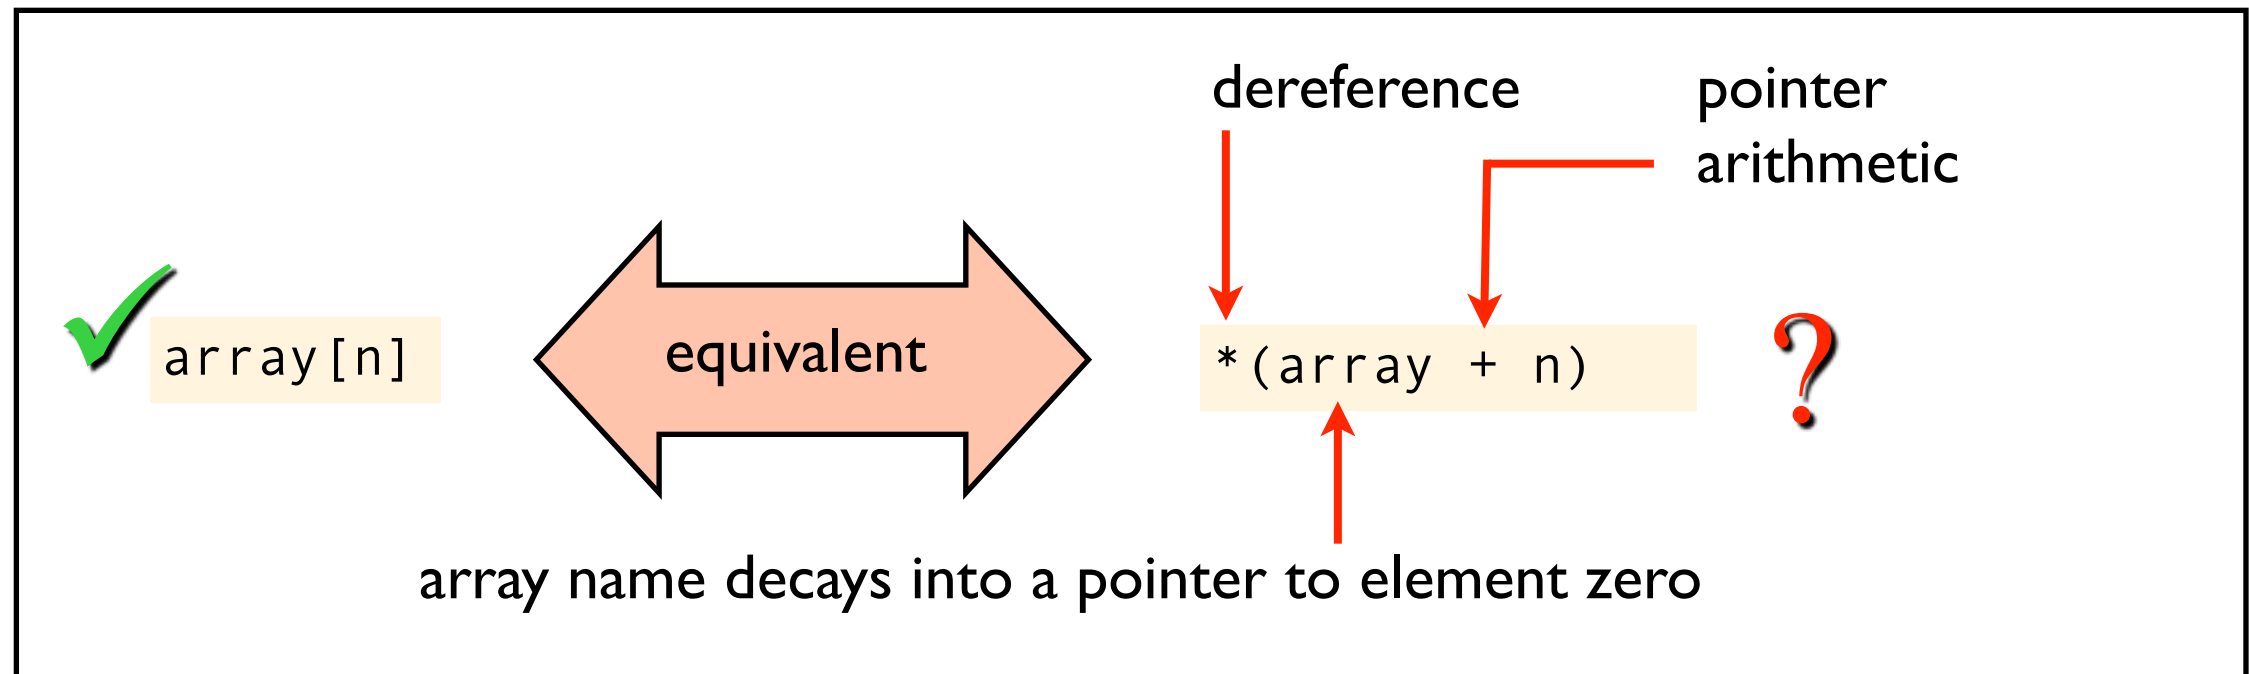 dereference
pointer
arithmetic
array[n]
equivalent
*(array + n)
?
array name decays into a pointer to element zero